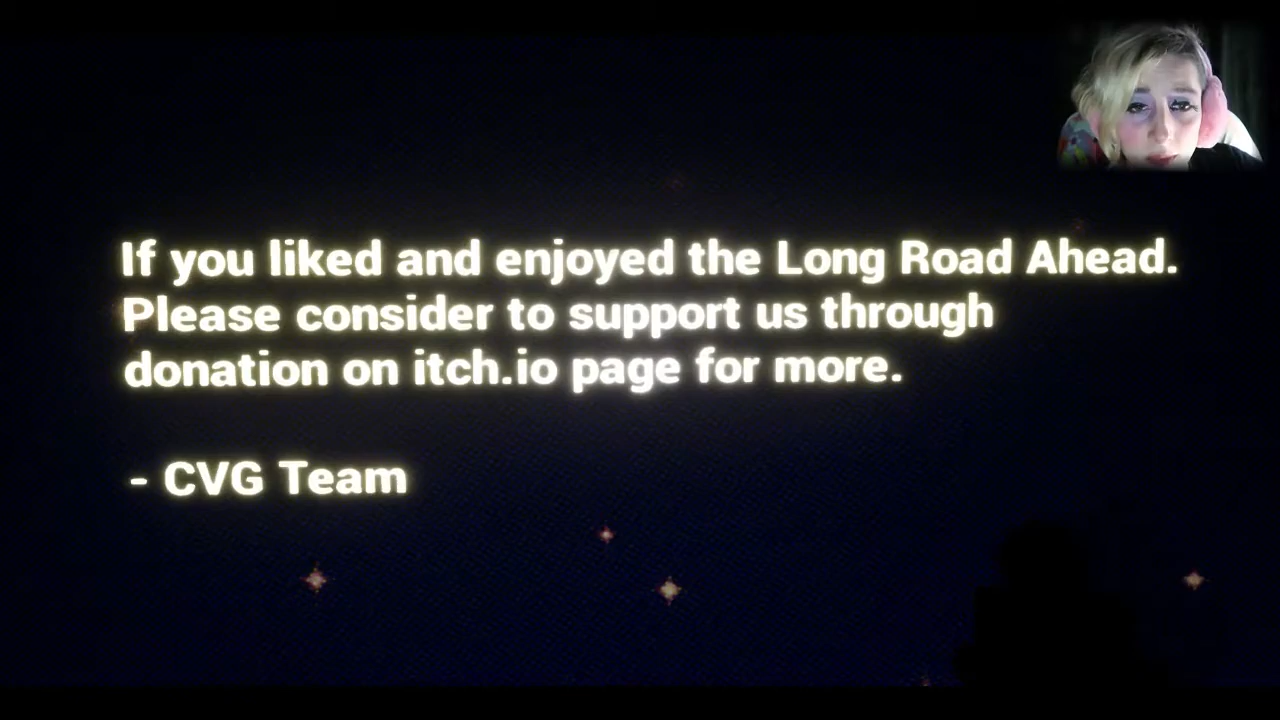 If you liked and enjoyed the Long Road Ahead.
Please consider to support us through
donation on itch.io page for more.
- CVG Team